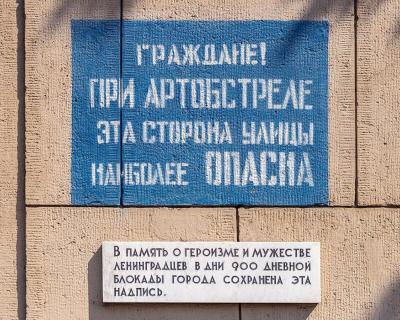 ГРАЖДАНЕ!
ПРИ АРТОБСТРЕЛЕ
ЭТА СТОРОНА УЛИЦЫ
НАИБОЛЕЕ ОПАСНА
В ПАМЯТЬ О ГЕРОИЗМЕ И МУЖЕСТВЕ
ЛЕНИНГРАДЦЕВ В ДНИ 900 ДНЕВНОЙ
БЛОКАДЫ ГОРОДА СОХРАНЕНА ЭТА
НАДПИСЬ.